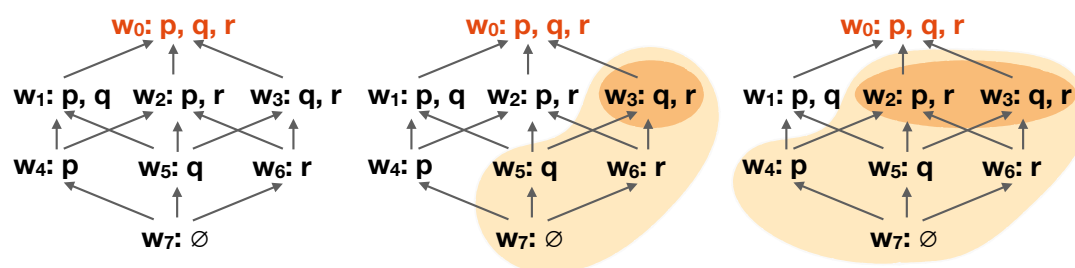 w₀: p, q, r
w₁: p, q w₂: p, r w₃: q, r
w₄: p w₅: q w₆: r
w₇: ∅
w₀: p, q, r
w₁: p, q w₂: p, r w₃: q, r
w₄: p w₅: q w₆: r
w₇: ∅
w₀: p, q, r
w₁: p, q w₂: p, r w₃: q, r
w₄: p w₅: q w₆: r
w₇: ∅